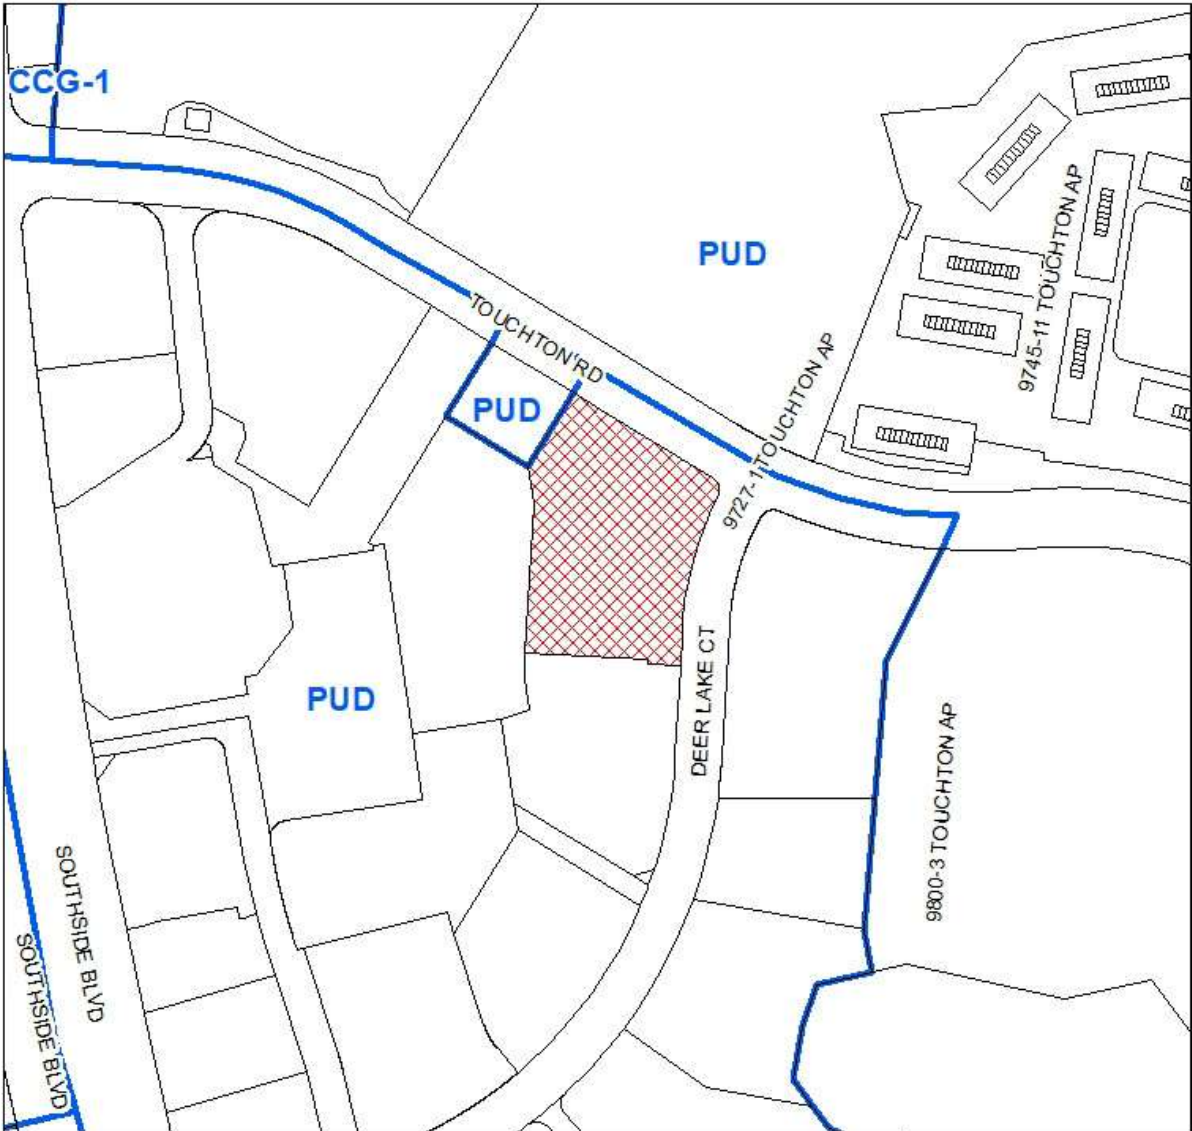 CCG-1
PUD
9745-11 TOUCHTON AP
TOUCHTON RD
9727-1 TOUCHTON AP
PUD
DEER LAKE CT
PUD
9800-3 TOUCHTON AP
SOUTHSIDE BLVD
SOUTHSIDE BLVD